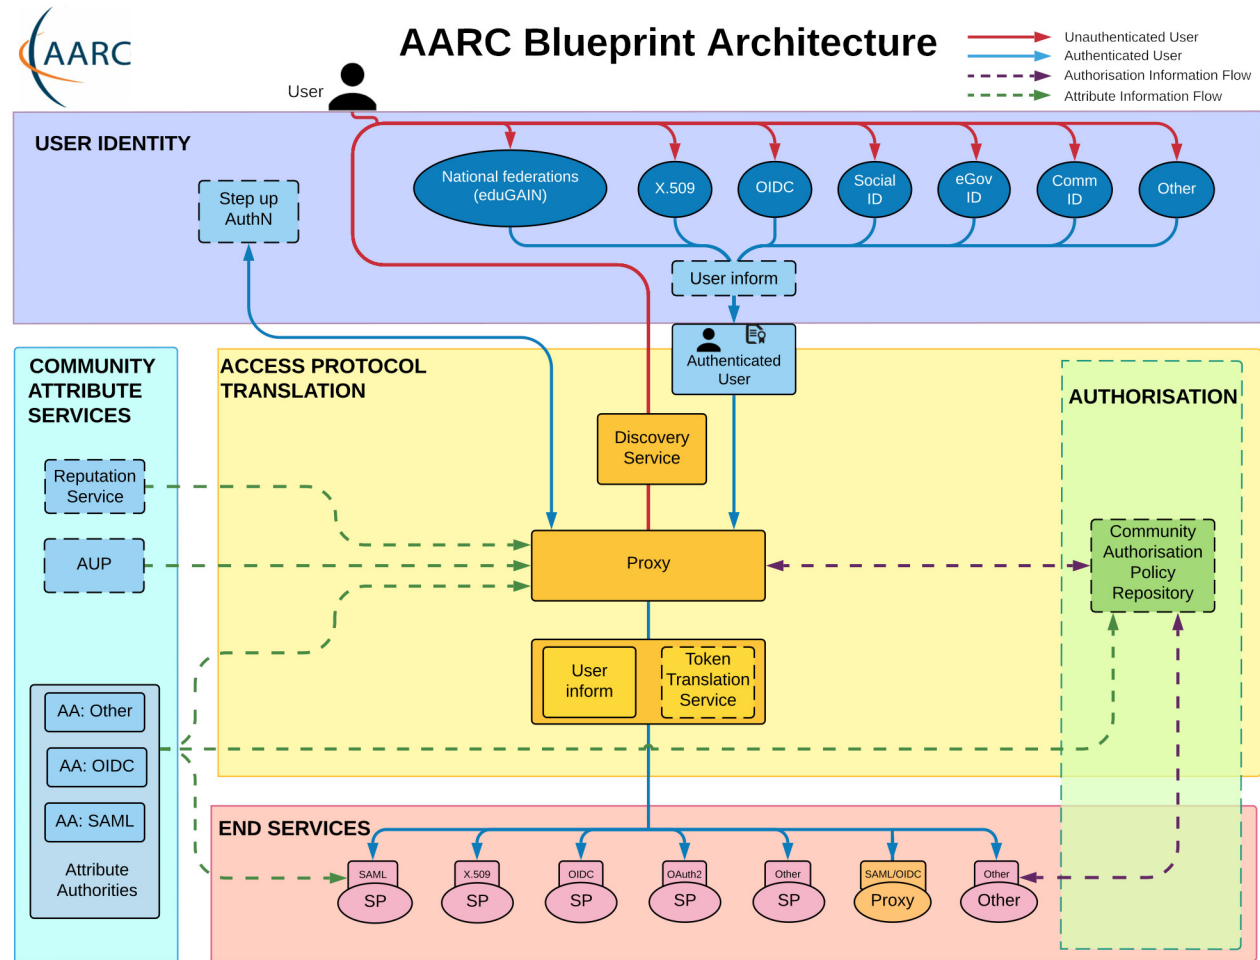 AARC
AARC Blueprint Architecture
Unauthenticated User
Authenticated User
Authorisation Information Flow
Attribute Information Flow
User
USER IDENTITY
Step up
AuthN
National federations
(eduGAIN)
X.509
OIDC
Social
ID
eGov
ID
Comm
ID
Other
User inform
Authenticated
User
COMMUNITY
ATTRIBUTE
SERVICES
Reputation
Service
AUP
AA: Other
AA: OIDC
AA: SAML
Attribute
Authorities
ACCESS PROTOCOL
TRANSLATION
Discovery
Service
Proxy
User
inform
Token
Translation
Service
AUTHORISATION
Community
Authorisation
Policy
Repository
END SERVICES
SAML
SP
X.509
SP
OIDC
SP
OAuth2
SP
Other
SP
SAML/OIDC
Proxy
Other
Other